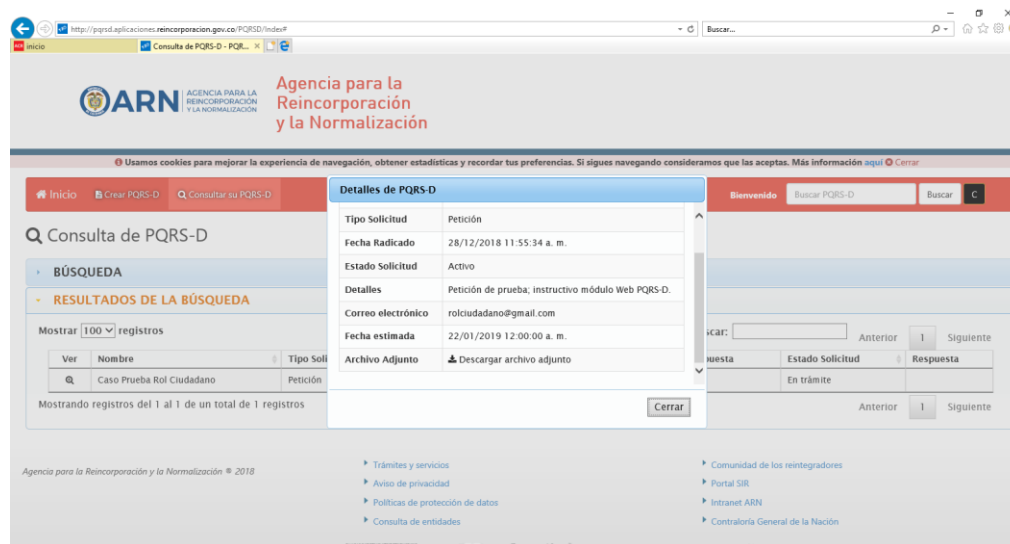 http://pqrsd.aplicaciones.reincorporacion.gov.co/PQRSD/Index#
Buscar...
inicio
Consulta de PQRS-D - PQR...
ARN
AGENCIA PARA LA
REINCORPORACIÓN
Y LA NORMALIZACIÓN
Agencia para la
Reincorporación
y la Normalización
Usamos cookies para mejorar la experiencia de navegación, obtener estadísticas y recordar tus preferencias. Si sigues navegando consideramos que las aceptas. Más información aquí Cerrar
Inicio Crear PQRS-D Consultar su PQRS-D
Bienvenido Buscar PQRS-D Buscar C
Detalles de PQRS-D
Tipo Solicitud Petición
Fecha Radicado 28/12/2018 11:55:34 a. m.
Estado Solicitud Activo
Detalles Petición de prueba; instructivo módulo Web PQRS-D.
Correo electrónico rolciudadano@gmail.com
Fecha estimada 22/01/2019 12:00:00 a. m.
Archivo Adjunto Descargar archivo adjunto
Cerrar
Consulta de PQRS-D
BÚSQUEDA
RESULTADOS DE LA BÚSQUEDA
Mostrar 100 registros
Anterior 1 Siguiente
Ver Nombre Tipo Soli Estado Solicitud Respuesta
Caso Prueba Rol Ciudadano Petición En trámite
Mostrando registros del 1 al 1 de un total de 1 registros
Anterior 1 Siguiente
Agencia para la Reincorporación y la Normalización © 2018
Trámites y servicios
Aviso de privacidad
Políticas de protección de datos
Consulta de entidades
Comunidad de los reintegradores
Portal SIR
Intranet ARN
Contraloría General de la Nación